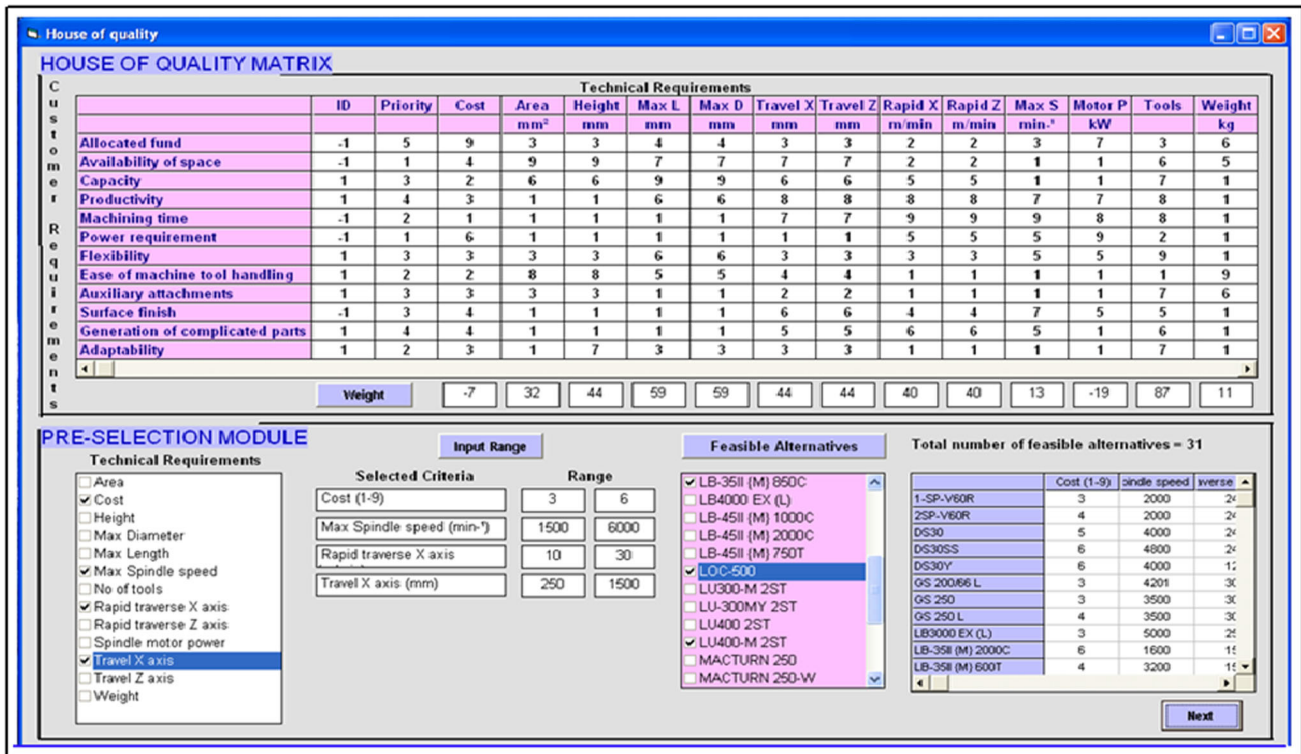 House of quality
HOUSE OF QUALITY MATRIX
Customer Requirements
Technical Requirements
ID Priority Cost Area Height Max L Max D Travel X Travel Z Rapid X Rapid Z Max S Motor P Tools Weight
mm² mm mm mm mm mm m/min m/min min-¹ kW kg
Allocated fund -1 5 9 3 3 4 4 3 3 2 2 3 7 3 6
Availability of space -1 1 4 9 9 7 7 7 7 2 2 1 1 6 5
Capacity 1 3 2 6 6 9 9 6 6 5 5 1 1 7 1
Productivity 1 4 3 1 1 6 6 8 8 8 8 7 7 8 1
Machining time -1 2 1 1 1 1 1 7 7 9 9 9 8 8 1
Power requirement -1 1 6 1 1 1 1 1 1 5 5 5 9 2 1
Flexibility 1 3 3 3 3 6 6 3 3 3 3 5 5 9 1
Ease of machine tool handling 1 2 2 8 8 5 5 4 4 1 1 1 1 1 9
Auxiliary attachments 1 3 3 3 3 1 1 2 2 1 1 1 1 7 6
Surface finish -1 3 4 1 1 1 1 6 6 4 4 7 5 5 1
Generation of complicated parts 1 4 4 1 1 1 1 5 5 6 6 5 1 6 1
Adaptability 1 2 3 1 7 3 3 3 3 1 1 1 1 7 1
Weight -7 32 44 59 59 44 44 40 40 13 -19 87 11
PRE-SELECTION MODULE
Technical Requirements
Area
Cost
Height
Max Diameter
Max Length
Max Spindle speed
No of tools
Rapid traverse X axis
Rapid traverse Z axis
Spindle motor power
Travel X axis
Travel Z axis
Weight
Input Range
Selected Criteria Range
Cost (1-9) 3 6
Max Spindle speed (min-¹) 1500 6000
Rapid traverse X axis 10 30
Travel X axis (mm) 250 1500
Feasible Alternatives
LB-35II (M) 850C
LB4000 EX (L)
LB-45II (M) 1000C
LB-45II (M) 2000C
LB-45II (M) 750T
LOC-500
LU300-M 2ST
LU-300MY 2ST
LU400 2ST
LU400-M 2ST
MACTURN 250
MACTURN 250-W
Total number of feasible alternatives = 31
Cost (1-9) pindle speed iverse
1-SP-V60R 3 2000 24
2SP-V60R 4 2000 24
DS30 5 4000 24
DS30SS 6 4800 24
DS30Y 6 4000 12
GS 200/66 L 3 4201 30
GS 250 3 3500 30
GS 250 L 4 3500 30
LB3000 EX (L) 3 5000 25
LB-35II (M) 2000C 6 1600 15
LB-35II (M) 600T 4 3200 15
Next